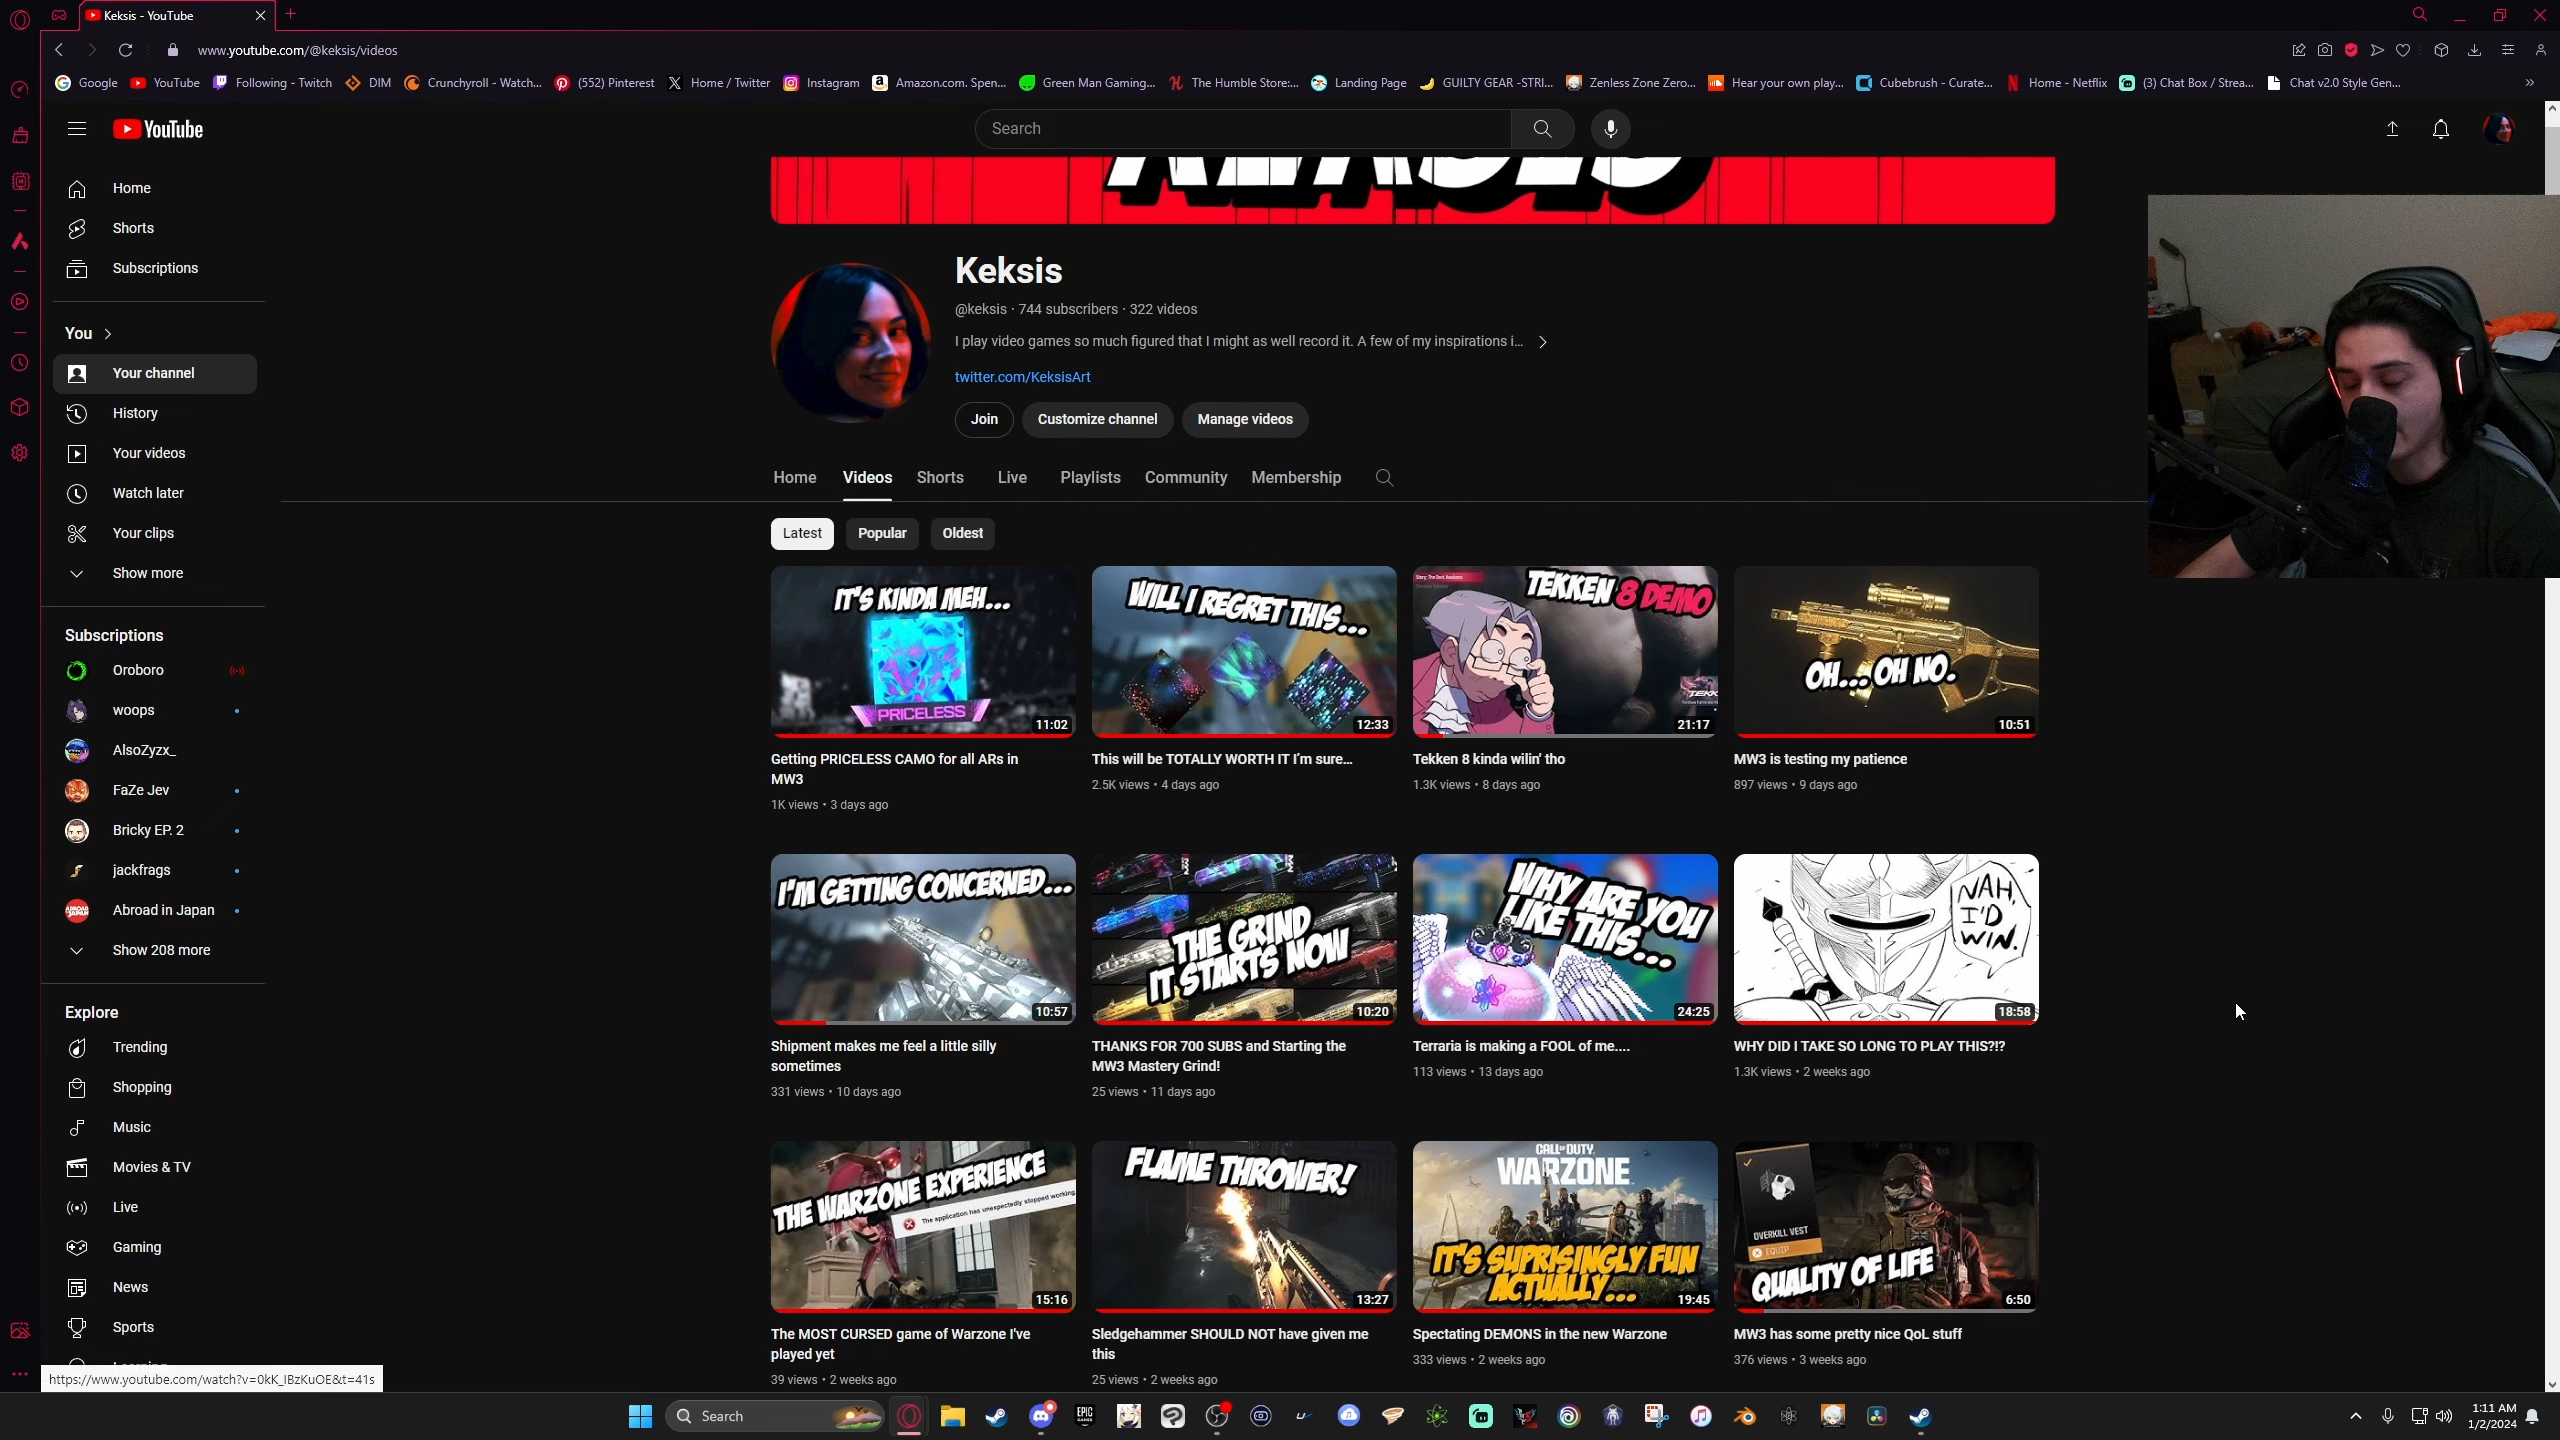 Keksis - YouTube
www.youtube.com/@keksis/videos
Google YouTube Following - Twitch DIM Crunchyroll - Watch... (552) Pinterest Home / Twitter Instagram Amazon.com. Spen... Green Man Gaming... The Humble Store:... Landing Page GUILTY GEAR -STRI... Zenless Zone Zero... Hear your own play... Cubebrush - Curate... Home - Netflix (3) Chat Box / Strea... Chat v2.0 Style Gen...
YouTube
Search
Home
Shorts
Subscriptions
You
Your channel
History
Your videos
Watch later
Your clips
Show more
Subscriptions
Oroboro
woops
AlsoZyzx_
FaZe Jev
Bricky EP. 2
jackfrags
Abroad in Japan
Show 208 more
Explore
Trending
Shopping
Music
Movies & TV
Live
Gaming
News
Sports
https://www.youtube.com/watch?v=0kK_IBzKuOE&t=41s
KEKSIS
Keksis
@keksis · 744 subscribers · 322 videos
I play video games so much figured that I might as well record it. A few of my inspirations i...
twitter.com/KeksisArt
Join Customize channel Manage videos
Home Videos Shorts Live Playlists Community Membership
Latest Popular Oldest
IT'S KINDA MEH...
PRICELESS
11:02
Getting PRICELESS CAMO for all ARs in
MW3
1K views • 3 days ago
WILL I REGRET THIS...
12:33
This will be TOTALLY WORTH IT I'm sure...
2.5K views • 4 days ago
TEKKEN 8 DEMO
21:17
Tekken 8 kinda wilin' tho
1.3K views • 8 days ago
OH... OH NO.
10:51
MW3 is testing my patience
897 views • 9 days ago
I'M GETTING CONCERNED...
10:57
Shipment makes me feel a little silly
sometimes
331 views • 10 days ago
THE GRIND
IT STARTS NOW
10:20
THANKS FOR 700 SUBS and Starting the
MW3 Mastery Grind!
25 views • 11 days ago
WHY ARE YOU
LIKE THIS...
24:25
Terraria is making a FOOL of me....
113 views • 13 days ago
NAH,
I'D
WIN.
18:58
WHY DID I TAKE SO LONG TO PLAY THIS?!?
1.3K views • 2 weeks ago
THE WARZONE EXPERIENCE
The application has unexpectedly stopped working
15:16
The MOST CURSED game of Warzone I've
played yet
39 views • 2 weeks ago
FLAME THROWER!
13:27
Sledgehammer SHOULD NOT have given me
this
25 views • 2 weeks ago
CALL OF DUTY
WARZONE
IT'S SUPRISINGLY FUN
ACTUALLY...
19:45
Spectating DEMONS in the new Warzone
333 views • 2 weeks ago
OVERKILL VEST
EQUIP
QUALITY OF LIFE
6:50
MW3 has some pretty nice QoL stuff
376 views • 3 weeks ago
Search
1:11 AM
1/2/2024